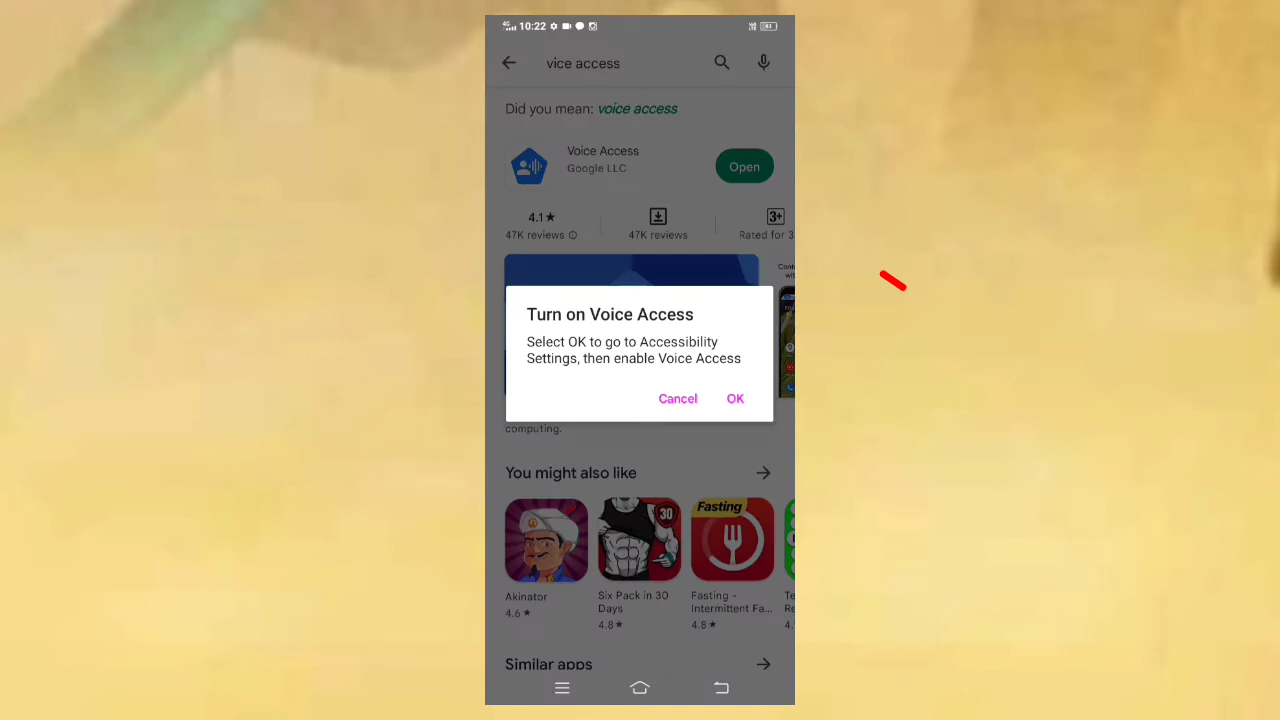 4G 10:22 83
vice access
Did you mean: voice access
Voice Access
Google LLC
Open
4.1★
47K reviews
47K reviews
3+
Rated for 3
Turn on Voice Access
Select OK to go to Accessibility
Settings, then enable Voice Access
Cancel OK
computing.
You might also like
30
Fasting
Akinator
4.6 ★
Six Pack in 30
Days
4.8 ★
Fasting -
Intermittent Fa...
4.8 ★
Similar apps